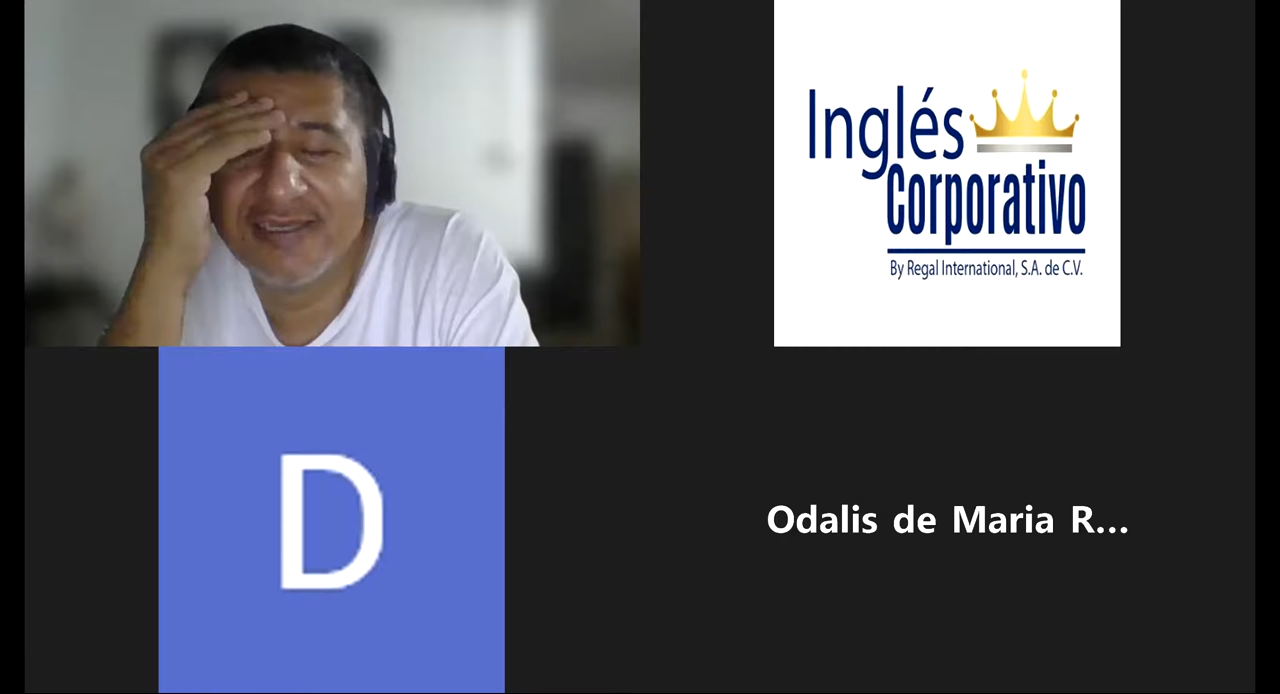 Inglés
Corporativo
By Regal International, S.A. de C.V.
D
Odalis de Maria R...